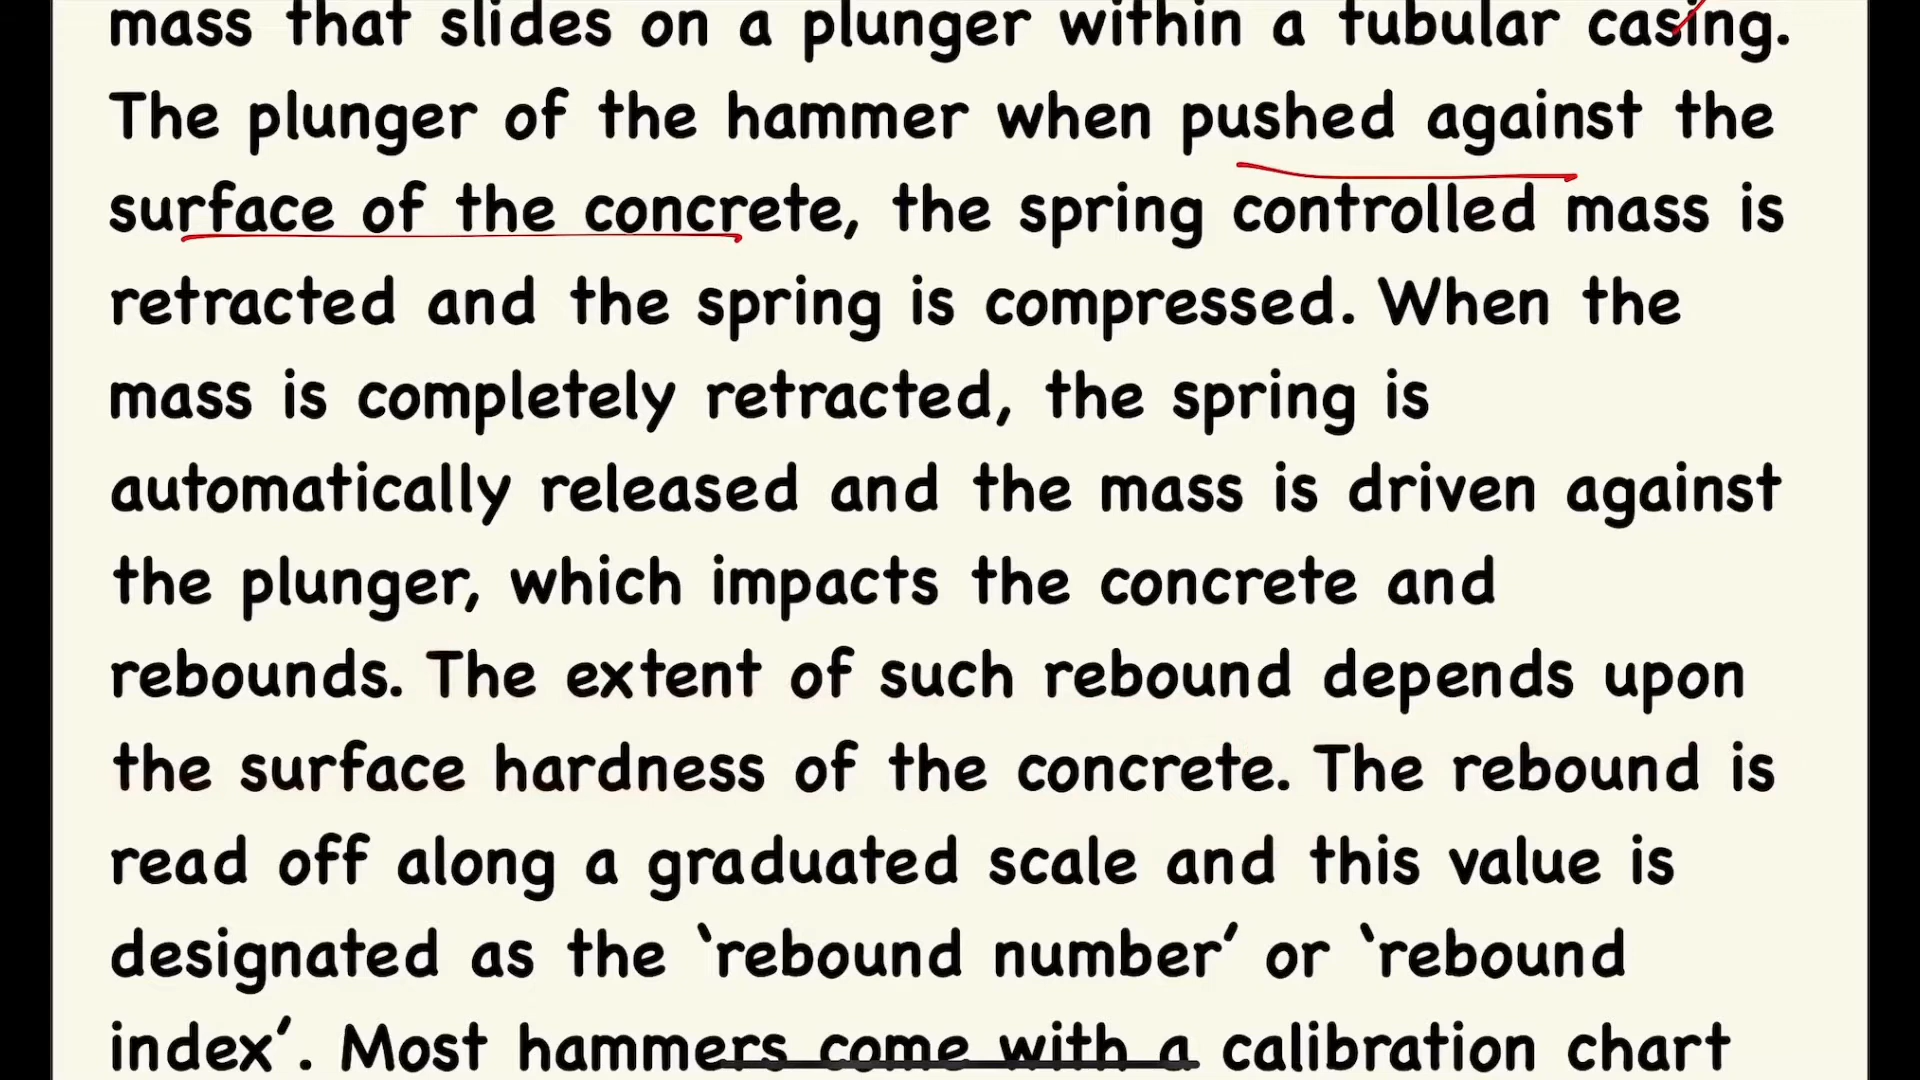 mass that slides on a plunger within a tubular casing.
The plunger of the hammer when pushed against the
surface of the concrete, the spring controlled mass is
retracted and the spring is compressed. When the
mass is completely retracted, the spring is
automatically released and the mass is driven against
the plunger, which impacts the concrete and
rebounds. The extent of such rebound depends upon
the surface hardness of the concrete. The rebound is
read off along a graduated scale and this value is
designated as the ‘rebound number’ or ‘rebound
index’. Most hammers come with a calibration chart